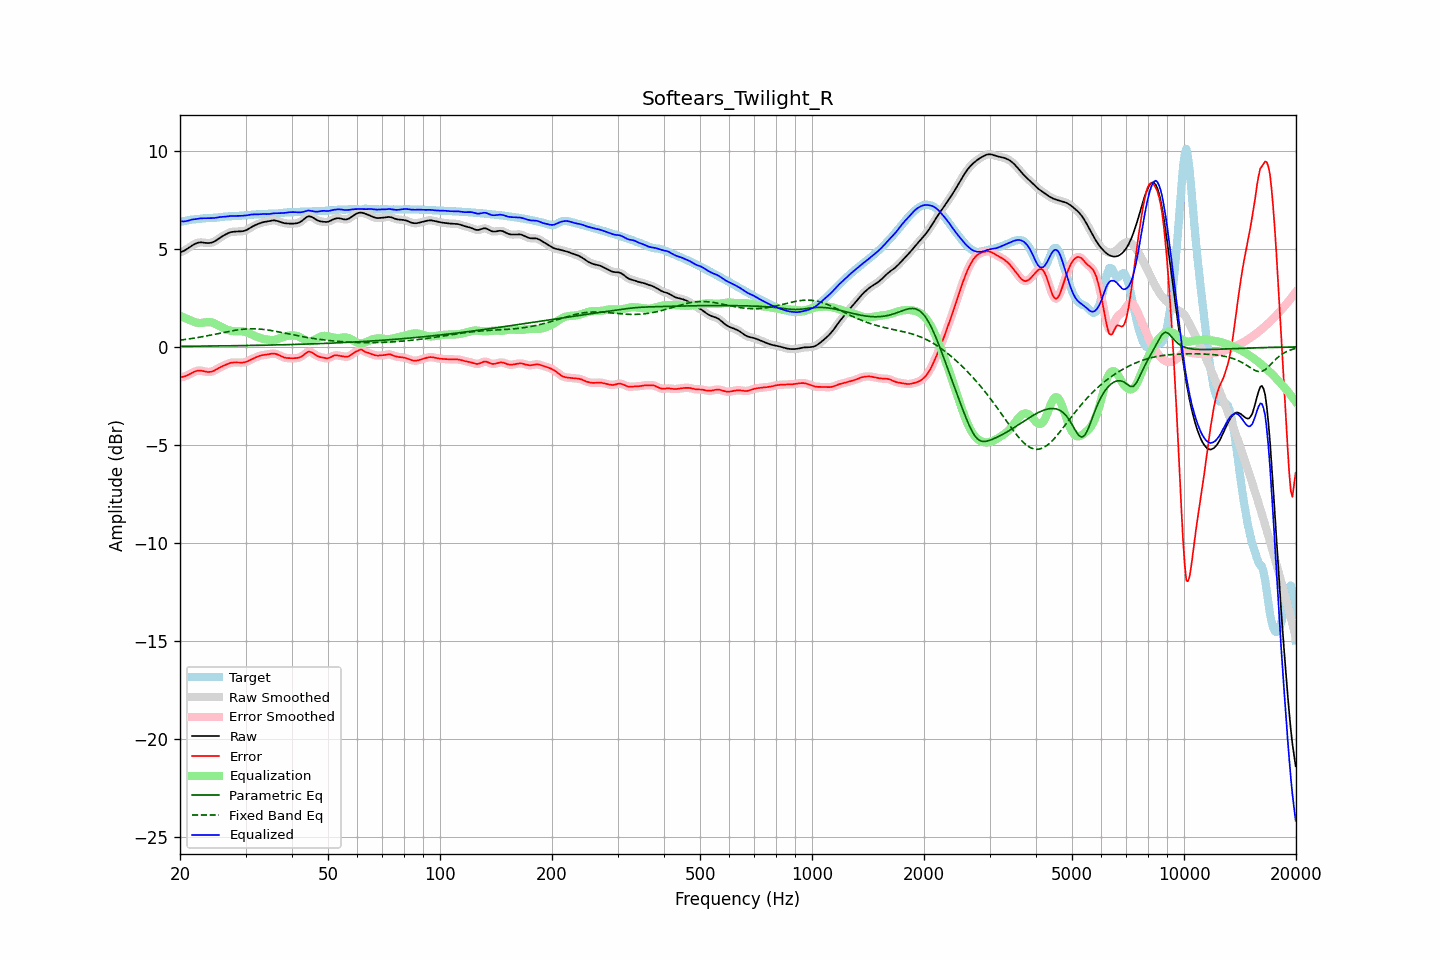 Softears_Twilight_R
Amplitude (dBr)
10
5
0
−5
−10
−15
−20
−25
Target
Raw Smoothed
Error Smoothed
Raw
Error
Equalization
Parametric Eq
Fixed Band Eq
Equalized
20 50 100 200 500 1000 2000 5000 10000 20000
Frequency (Hz)